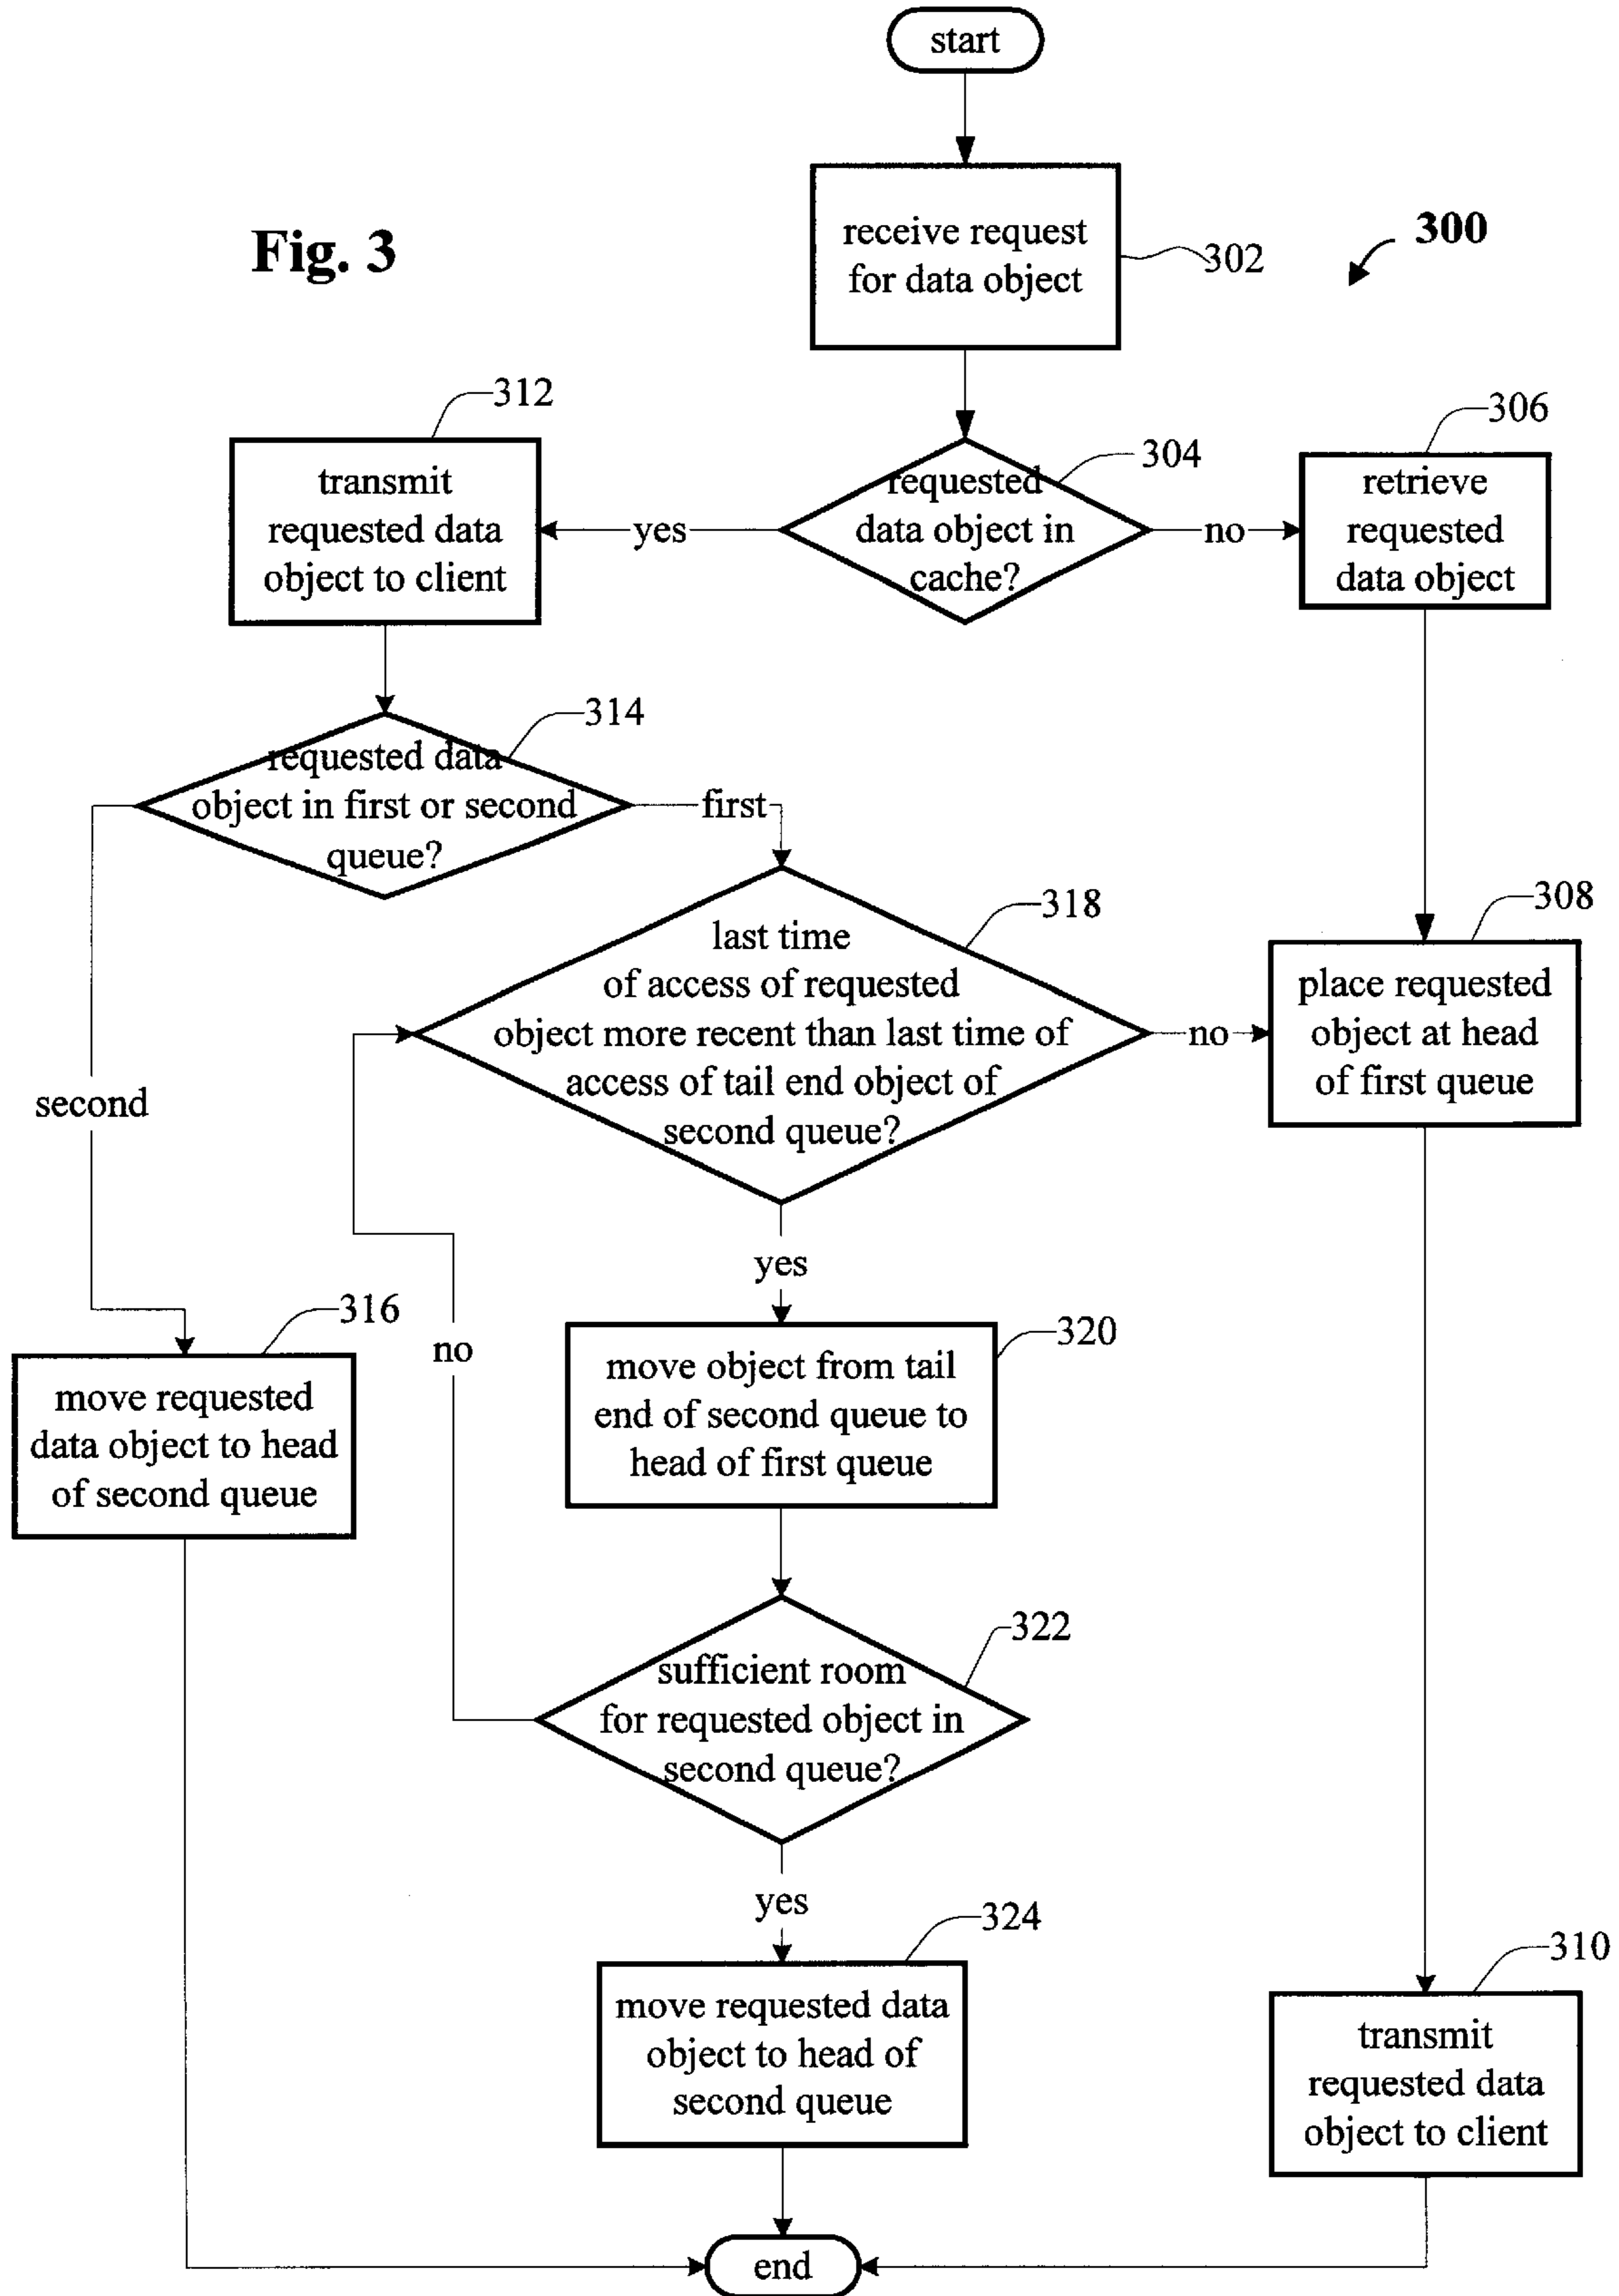 start
Fig. 3
receive request
for data object
302
300
312
transmit
requested data
object to client
yes
304
requested
data object in
cache?
no
306
retrieve
requested
data object
314
requested data
object in first or second
queue?
first
second
318
last time
of access of requested
object more recent than last time of
access of tail end object of
second queue?
no
308
place requested
object at head
of first queue
yes
316
move requested
data object to head
of second queue
no
320
move object from tail
end of second queue to
head of first queue
322
sufficient room
for requested object in
second queue?
yes
324
move requested data
object to head of
second queue
310
transmit
requested data
object to client
end